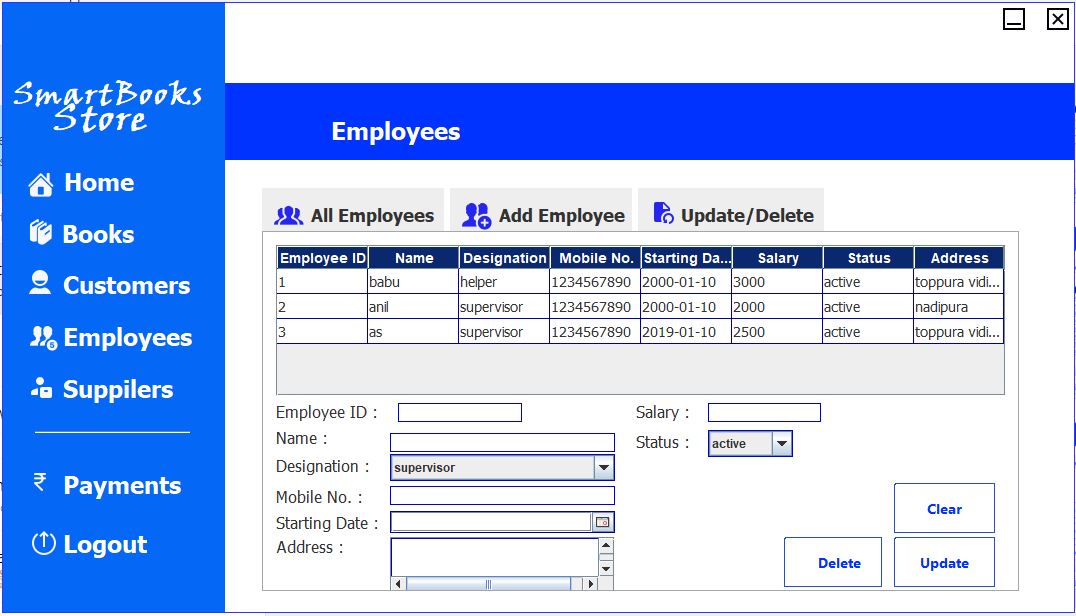 SmartBooks
Store
Home
Books
Customers
Employees
Suppilers
Payments
Logout
Employees
All Employees Add Employee Update/Delete
Employee ID Name Designation Mobile No. Starting Da... Salary Status Address
1 babu helper 1234567890 2000-01-10 3000 active toppura vidi...
2 anil supervisor 1234567890 2000-01-10 2000 active nadipura
3 as supervisor 1234567890 2019-01-10 2500 active toppura vidi...
Employee ID : Salary :
Name :
Status : active
Designation : supervisor
Mobile No. :
Starting Date :
Address :
Clear
Delete Update